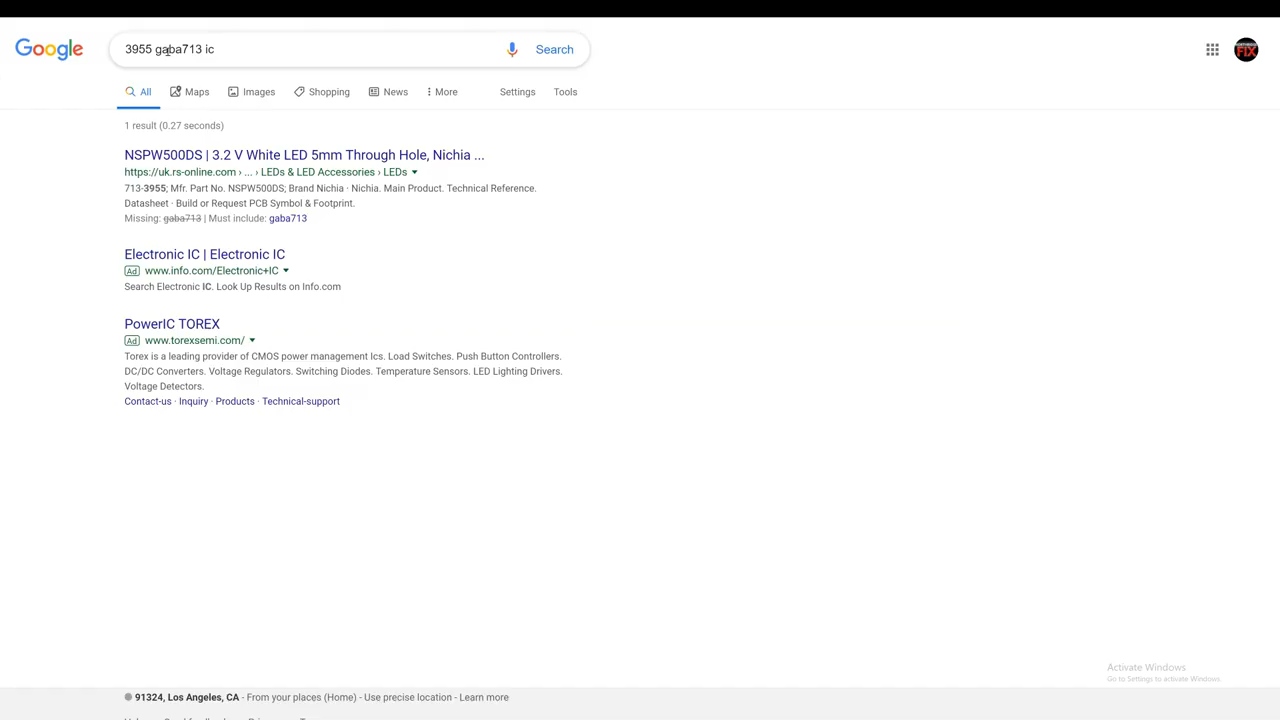 Google
3955 gaba713 ic
Search
FIX
All
Maps
Images
Shopping
News
More
Settings
Tools
1 result (0.27 seconds)
NSPW500DS | 3.2 V White LED 5mm Through Hole, Nichia ...
https://uk.rs-online.com › ... › LEDs & LED Accessories › LEDs
713-3955; Mfr. Part No. NSPW500DS; Brand Nichia · Nichia. Main Product. Technical Reference.
Datasheet · Build or Request PCB Symbol & Footprint.
Missing: gaba713 | Must include: gaba713
Electronic IC | Electronic IC
Ad www.info.com/Electronic+IC
Search Electronic IC. Look Up Results on Info.com
PowerIC TOREX
Ad www.torexsemi.com/
Torex is a leading provider of CMOS power management Ics. Load Switches. Push Button Controllers.
DC/DC Converters. Voltage Regulators. Switching Diodes. Temperature Sensors. LED Lighting Drivers.
Voltage Detectors.
Contact-us · Inquiry · Products · Technical-support
Activate Windows
Go to Settings to activate Windows.
91324, Los Angeles, CA - From your places (Home) - Use precise location - Learn more